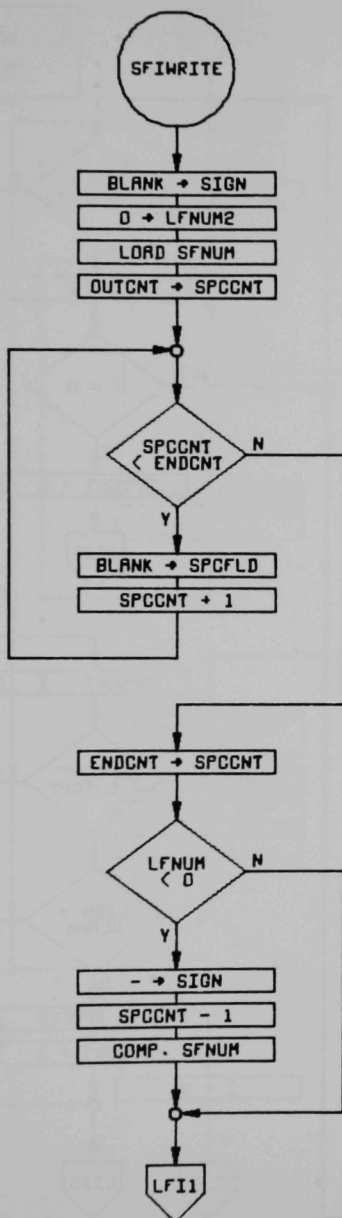 SFIWRITE
BLANK → SIGN
0 → LFNUM2
LOAD SFNUM
OUTCNT → SPCCNT
SPCCNT
< ENDCNT
N
Y
BLANK → SPCFLD
SPCCNT + 1
ENDCNT → SPCCNT
LFNUM
< 0
N
Y
- → SIGN
SPCCNT - 1
COMP. SFNUM
LFI1